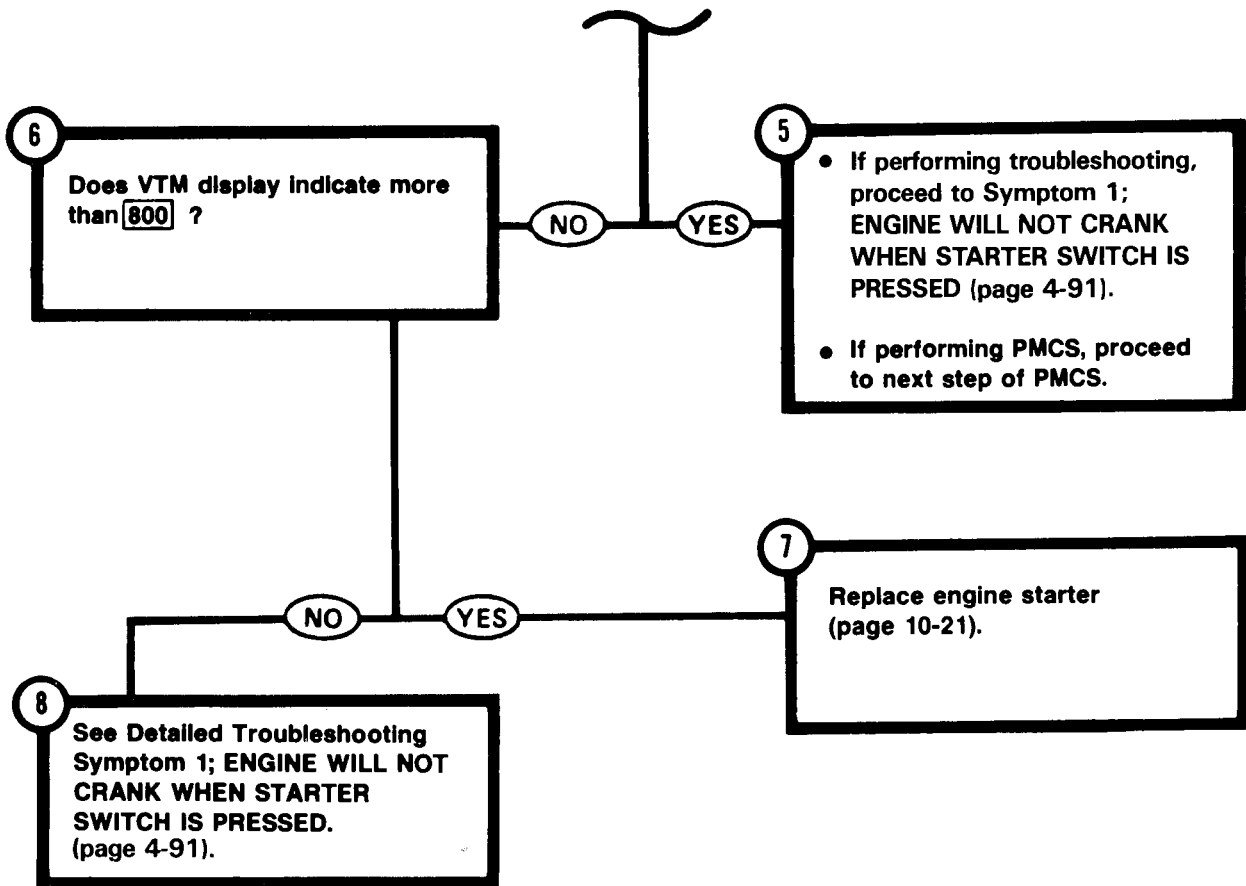 6
Does VTM display indicate more
than 800 ?
NO
YES
5
● If performing troubleshooting,
proceed to Symptom 1;
ENGINE WILL NOT CRANK
WHEN STARTER SWITCH IS
PRESSED (page 4-91).
● If performing PMCS, proceed
to next step of PMCS.
NO
YES
7
Replace engine starter
(page 10-21).
8
See Detailed Troubleshooting
Symptom 1; ENGINE WILL NOT
CRANK WHEN STARTER
SWITCH IS PRESSED.
(page 4-91).